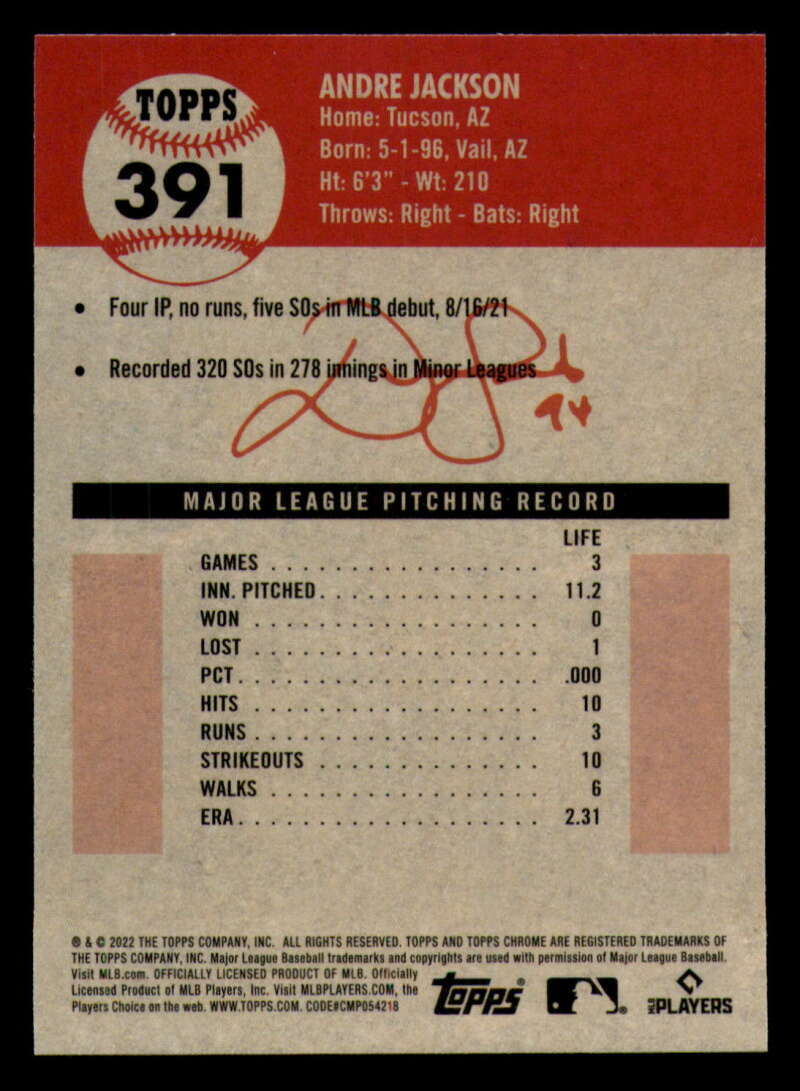 TOPPS
391
ANDRE JACKSON
Home: Tucson, AZ
Born: 5-1-96, Vail, AZ
Ht: 6'3" - Wt: 210
Throws: Right - Bats: Right
• Four IP, no runs, five SOs in MLB debut, 8/16/21
• Recorded 320 SOs in 278 innings in Minor Leagues
94
MAJOR LEAGUE PITCHING RECORD
LIFE
GAMES . . . . . . . . . . . . . . . . . 3
INN. PITCHED. . . . . . . . . . . . . . 11.2
WON . . . . . . . . . . . . . . . . . . 0
LOST . . . . . . . . . . . . . . . . . . 1
PCT. . . . . . . . . . . . . . . . . . . .000
HITS . . . . . . . . . . . . . . . . . . 10
RUNS . . . . . . . . . . . . . . . . . . 3
STRIKEOUTS . . . . . . . . . . . . . . 10
WALKS . . . . . . . . . . . . . . . . . 6
ERA. . . . . . . . . . . . . . . . . . . 2.31
® & © 2022 THE TOPPS COMPANY, INC. ALL RIGHTS RESERVED. TOPPS AND TOPPS CHROME ARE REGISTERED TRADEMARKS OF
THE TOPPS COMPANY, INC. Major League Baseball trademarks and copyrights are used with permission of Major League Baseball.
Visit MLB.com. OFFICIALLY LICENSED PRODUCT OF MLB. Officially
Licensed Product of MLB Players, Inc. Visit MLBPLAYERS.COM, the
Players Choice on the web. WWW.TOPPS.COM. CODE#CMP054218
Topps®
MLB PLAYERS